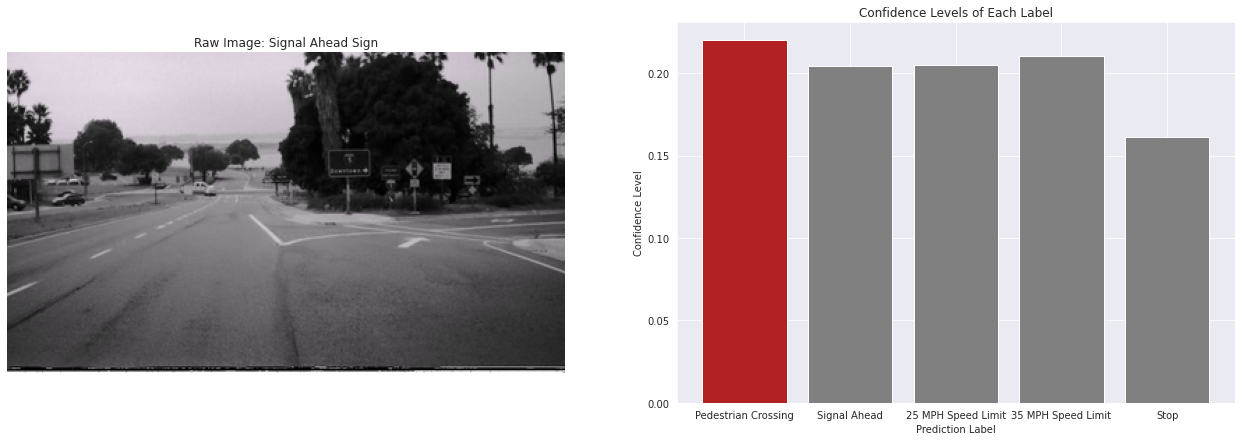 Raw Image: Signal Ahead Sign
Downtown
Confidence Levels of Each Label
Confidence Level
0.20
0.15
0.10
0.05
0.00
Pedestrian Crossing Signal Ahead 25 MPH Speed Limit 35 MPH Speed Limit Stop
Prediction Label